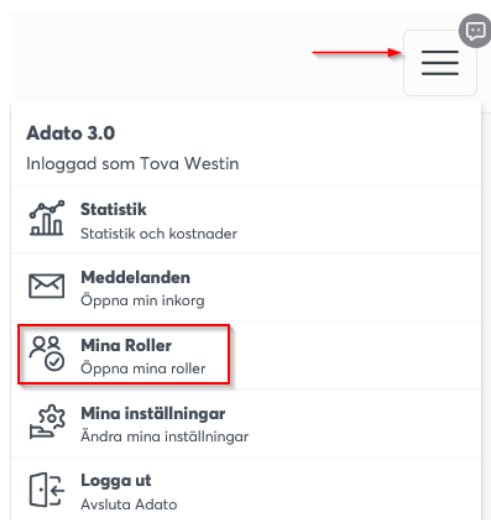 Adato 3.0
Inloggad som Tova Westin
Statistik
Statistik och kostnader
Meddelanden
Öppna min inkorg
Mina Roller
Öppna mina roller
Mina inställningar
Ändra mina inställningar
Logga ut
Avsluta Adato